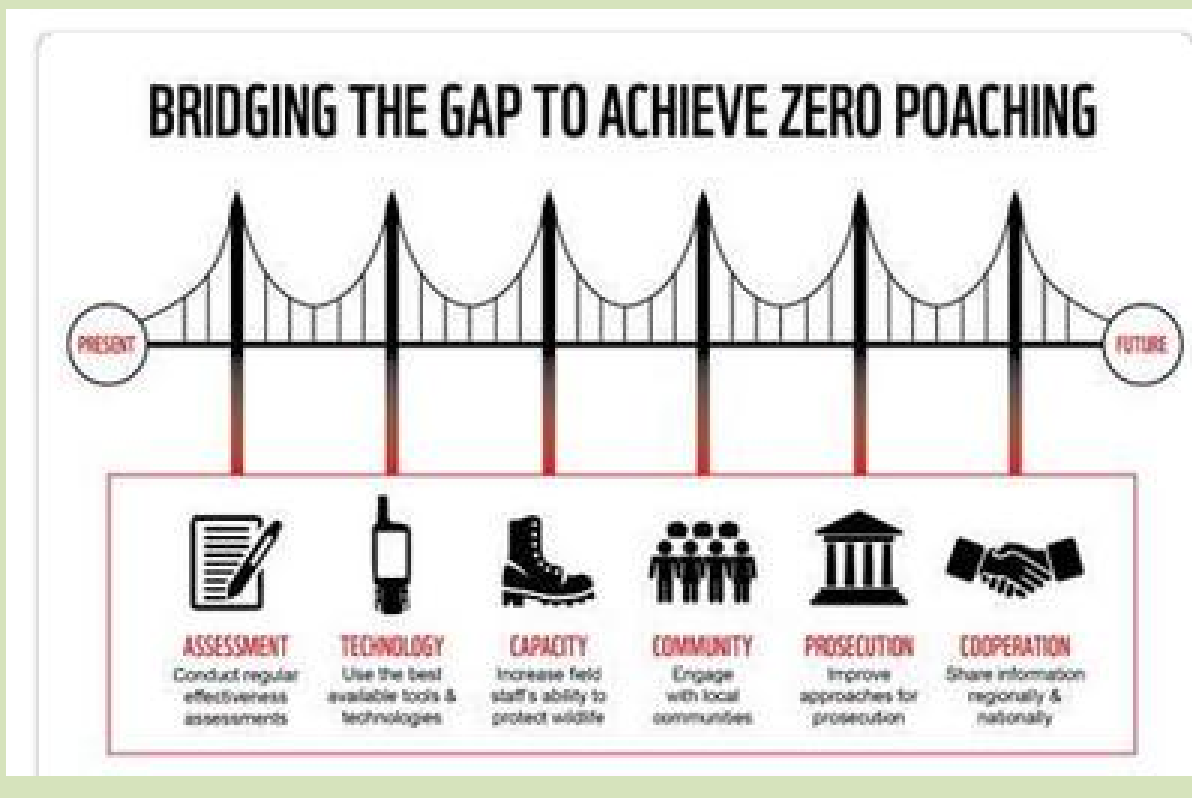 BRIDGING THE GAP TO ACHIEVE ZERO POACHING
PRESENT
FUTURE
ASSESSMENT
Conduct regular
effectiveness
assessments
TECHNOLOGY
Use the best
available tools &
technologies
CAPACITY
Increase field
staff's ability to
protect wildlife
COMMUNITY
Engage
with local
communities
PROSECUTION
Improve
approaches for
prosecution
COOPERATION
Share information
regionally &
nationally